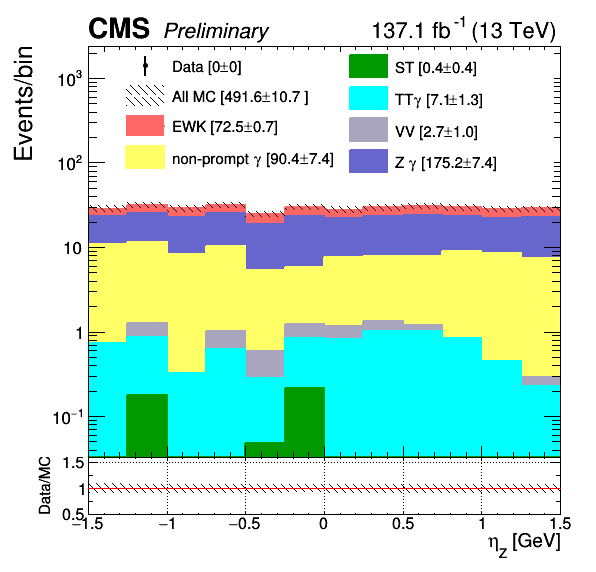 CMS Preliminary 137.1 fb⁻¹ (13 TeV)
Events/bin
Data [0±0]
All MC [491.6±10.7 ]
EWK [72.5±0.7]
non-prompt γ [90.4±7.4]
ST [0.4±0.4]
TTγ [7.1±1.3]
VV [2.7±1.0]
Z γ [175.2±7.4]
10³
10²
10
1
10⁻¹
Data/MC
1.5
1
0.5
−1.5 −1 −0.5 0 0.5 1 1.5
η_Z [GeV]